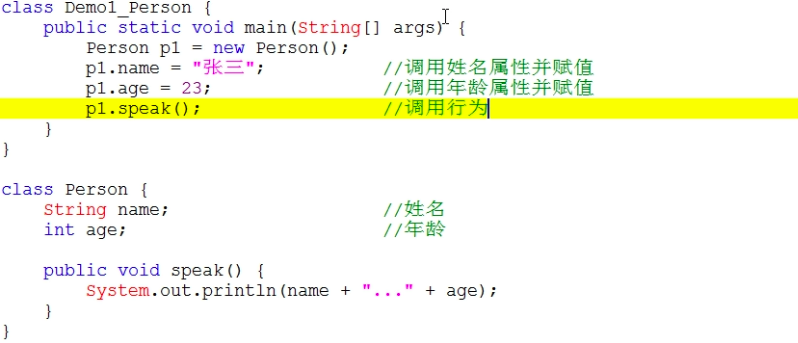 class Demo1_Person {
    public static void main(String[] args) {
        Person p1 = new Person();
        p1.name = "张三";           //调用姓名属性并赋值
        p1.age = 23;                //调用年龄属性并赋值
        p1.speak();                 //调用行为
    }
}

class Person {
    String name;                    //姓名
    int age;                        //年龄

    public void speak() {
        System.out.println(name + "..." + age);
    }
}